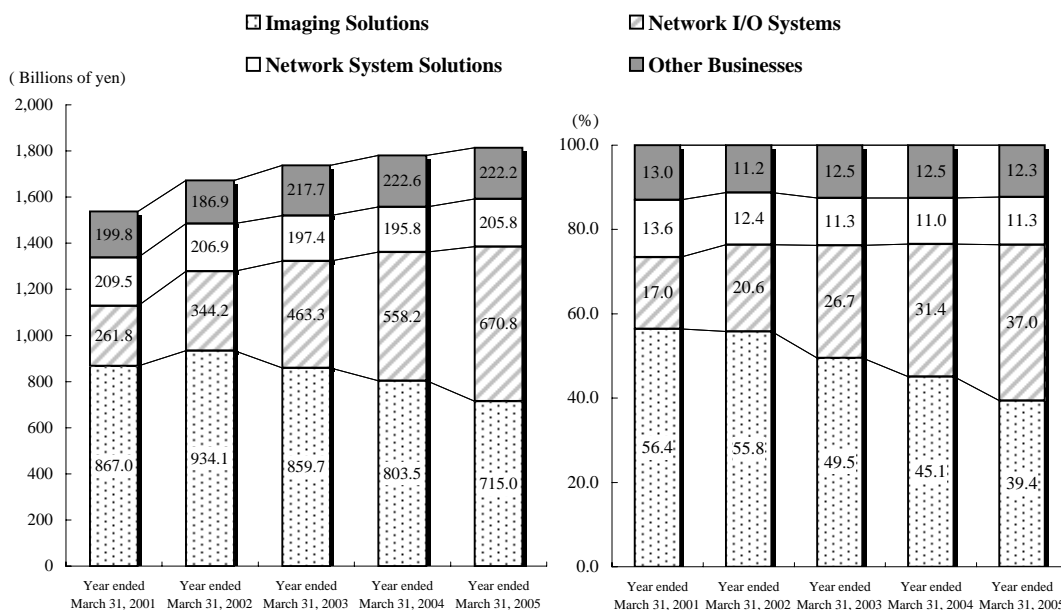 Imaging Solutions
Network I/O Systems
Network System Solutions
Other Businesses
( Billions of yen)
2,000
1,800
1,600
1,400
1,200
1,000
800
600
400
200
0
199.8
209.5
261.8
867.0
186.9
206.9
344.2
934.1
217.7
197.4
463.3
859.7
222.6
195.8
558.2
803.5
222.2
205.8
670.8
715.0
Year ended
March 31, 2001
Year ended
March 31, 2002
Year ended
March 31, 2003
Year ended
March 31, 2004
Year ended
March 31, 2005
(%)
100.0
80.0
60.0
40.0
20.0
0.0
13.0
13.6
17.0
56.4
11.2
12.4
20.6
55.8
12.5
11.3
26.7
49.5
12.5
11.0
31.4
45.1
12.3
11.3
37.0
39.4
Year ended
March 31, 2001
Year ended
March 31, 2002
Year ended
March 31, 2003
Year ended
March 31, 2004
Year ended
March 31,